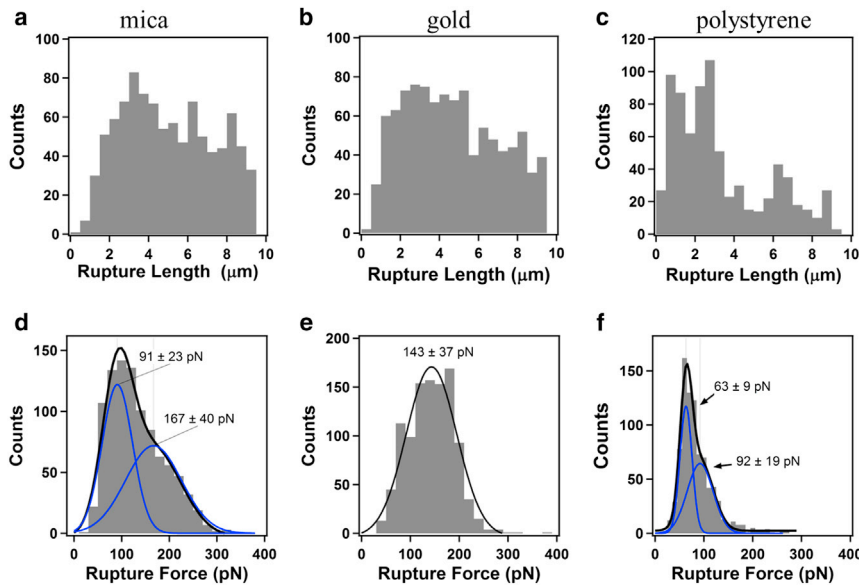 a mica
b gold
c polystyrene
100
80
60
40
20
0
Counts
0 2 4 6 8 10
Rupture Length (μm)
100
80
60
40
20
0
Counts
0 2 4 6 8 10
Rupture Length (μm)
120
100
80
60
40
20
0
Counts
0 2 4 6 8 10
Rupture Length (μm)
d
150
100
50
0
Counts
91 ± 23 pN
167 ± 40 pN
0 100 200 300 400
Rupture Force (pN)
e
200
150
100
50
0
Counts
143 ± 37 pN
0 100 200 300 400
Rupture Force (pN)
f
150
100
50
0
Counts
63 ± 9 pN
92 ± 19 pN
0 100 200 300 400
Rupture Force (pN)